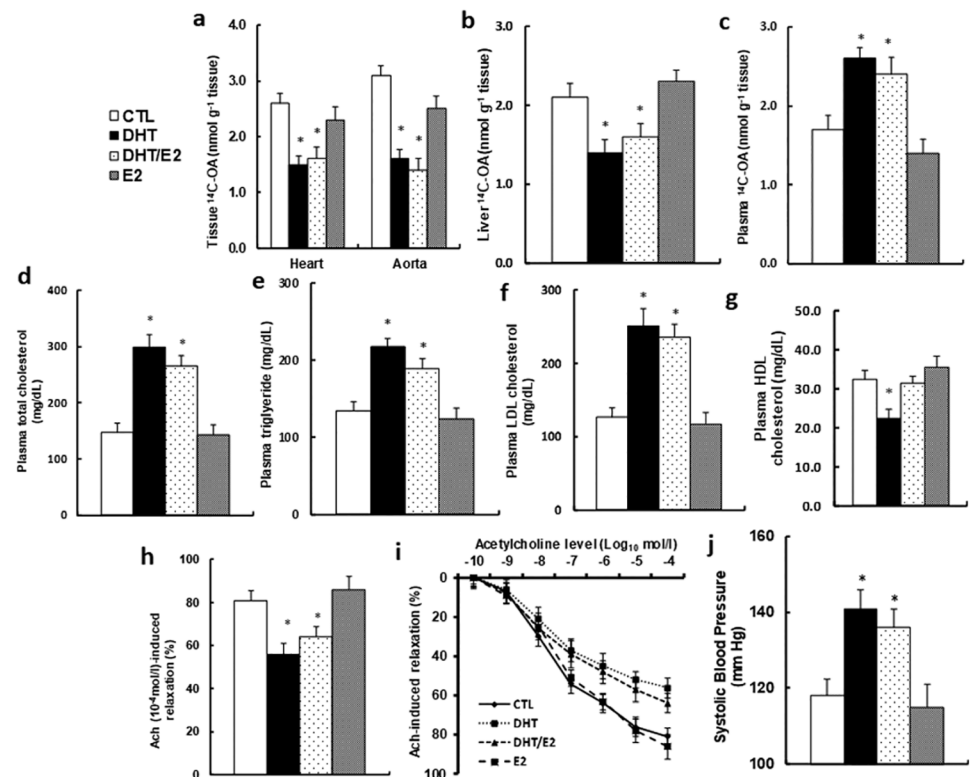 a
Tissue ¹⁴C-OA (nmol g⁻¹ tissue)
4.0
3.0
2.0
1.0
0.0
* * * *
Heart Aorta
b
Liver ¹⁴C-OA (nmol g⁻¹ tissue)
3.0
2.0
1.0
0.0
* *
c
Plasma ¹⁴C-OA (nmol g⁻¹ tissue)
3.0
2.0
1.0
0.0
* *
CTL
DHT
DHT/E2
E2
d
Plasma total cholesterol
(mg/dL)
400
300
200
100
0
* *
e
Plasma triglyeride (mg/dL)
300
200
100
0
* *
f
Plasma LDL cholesterol
(mg/dL)
300
200
100
0
* *
g
Plasma HDL
cholesterol (mg/dL)
50.0
40.0
30.0
20.0
10.0
0.0
*
h
Ach (10⁻⁴mol/l)-induced
relaxation (%)
100
80
60
40
20
0
* *
i
Acetylcholine level (Log₁₀ mol/l)
-10 -9 -8 -7 -6 -5 -4
Ach-induced relaxation (%)
0
20
40
60
80
100
CTL
DHT
DHT/E2
E2
j
Systolic Blood Pressure
(mm Hg)
160
140
120
100
* *